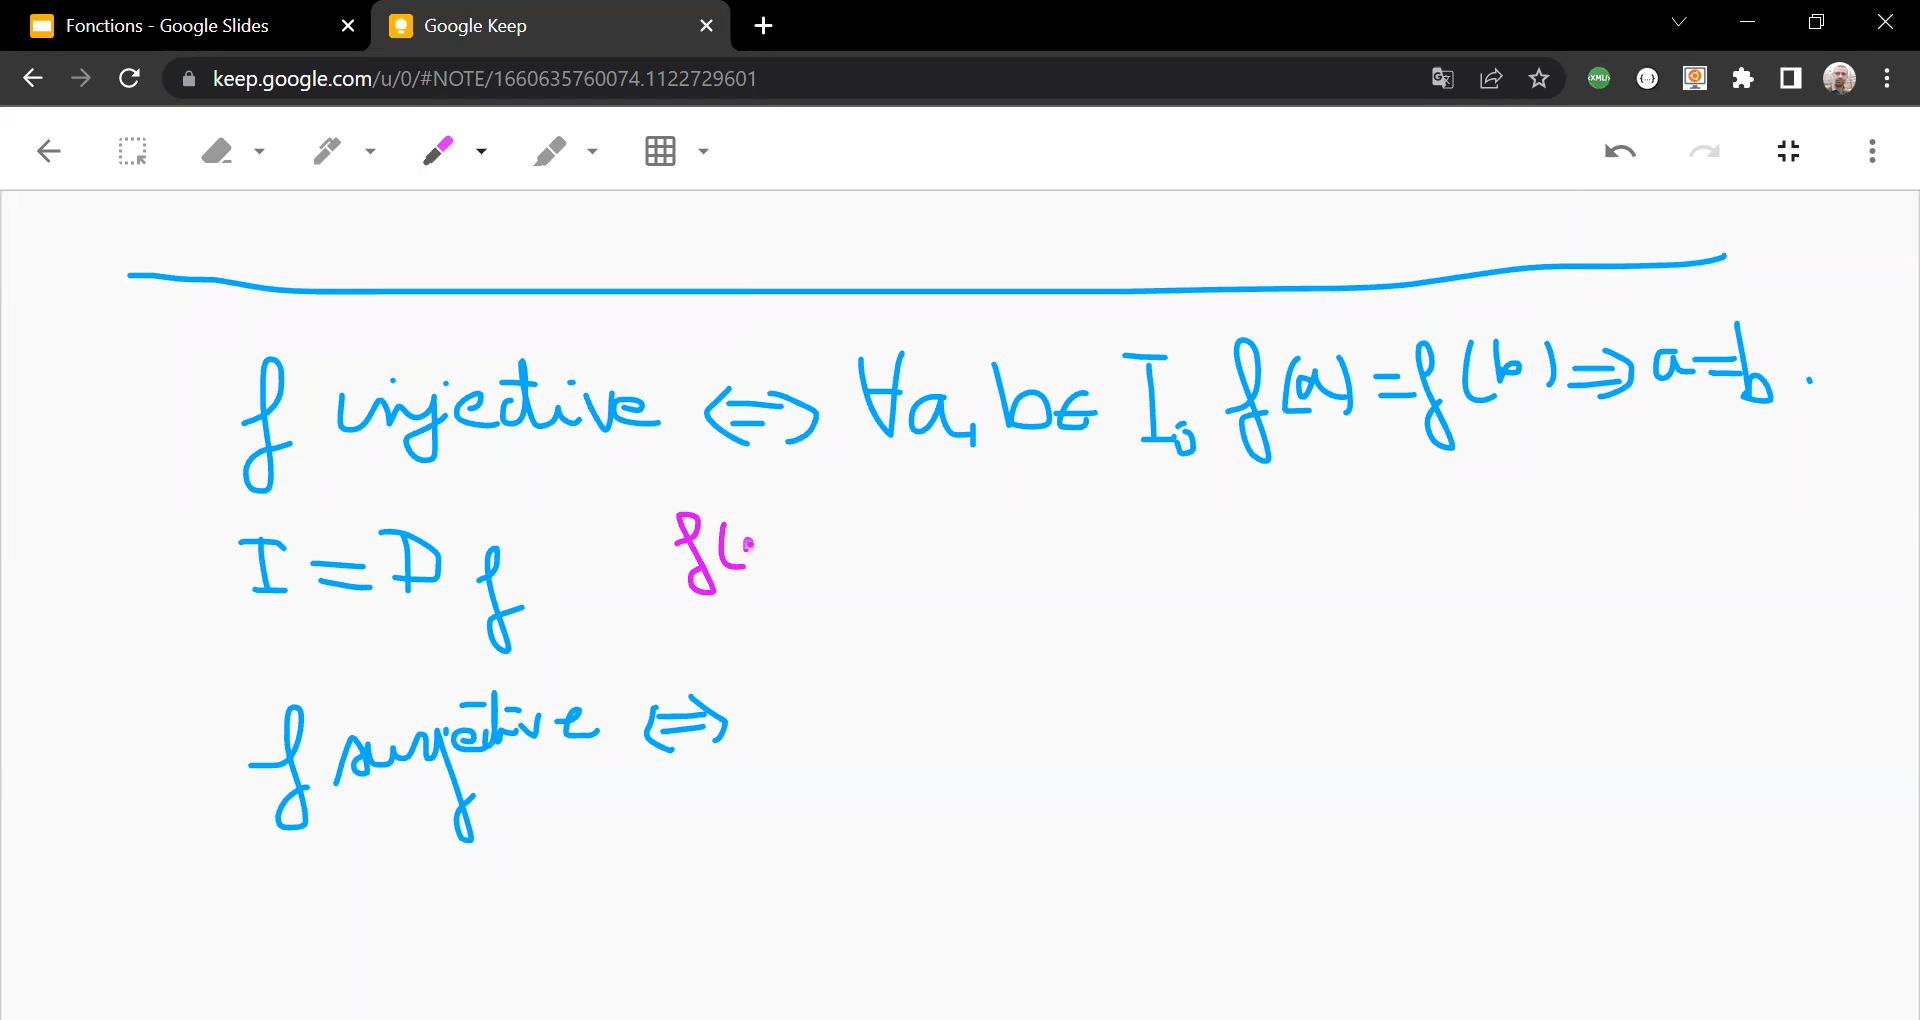 Fonctions - Google Slides
Google Keep
keep.google.com/u/0/#NOTE/1660635760074.1122729601
f injective ⇔ ∀a, b ∈ I, f(a) = f(b) ⇒ a = b.
I = D f
f(
f surjective ⇔